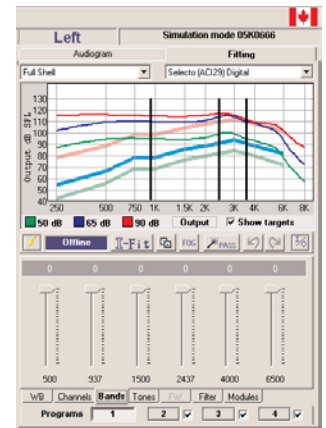 Left Simulation mode 05K0666
Audiogram Fitting
Full Shell Selecto (ACI29) Digital
Output dB SPL
130
120
110
100
90
80
70
60
50
40
250 500 750 1K 1.5K 2K 3K 4K 6K 8K
50 dB 65 dB 90 dB Output Show targets
Offline I-Fit FOG PASS
0 0 0 0 0 0
500 937 1500 2437 4000 6500
WB Channels Bands Tones FW Filter Modules
Programs 1 2 3 4